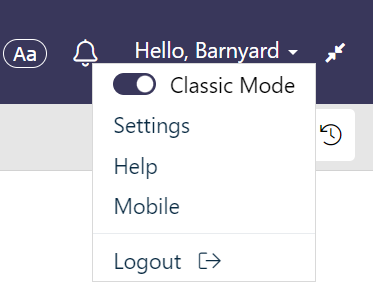 Aa
Hello, Barnyard
Classic Mode
Settings
Help
Mobile
Logout